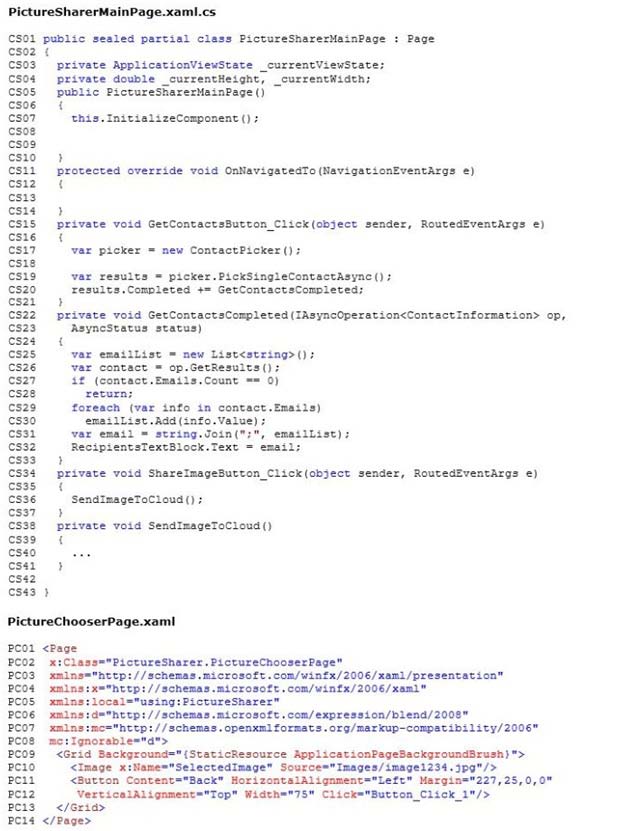 PictureSharerMainPage.xaml.cs
CS01 public sealed partial class PictureSharerMainPage : Page
CS02 {
CS03   private ApplicationViewState _currentViewState;
CS04   private double _currentHeight, _currentWidth;
CS05   public PictureSharerMainPage()
CS06   {
CS07     this.InitializeComponent();
CS08
CS09
CS10   }
CS11   protected override void OnNavigatedTo(NavigationEventArgs e)
CS12   {
CS13
CS14   }
CS15   private void GetContactsButton_Click(object sender, RoutedEventArgs e)
CS16   {
CS17     var picker = new ContactPicker();
CS18
CS19     var results = picker.PickSingleContactAsync();
CS20     results.Completed += GetContactsCompleted;
CS21   }
CS22   private void GetContactsCompleted(IAsyncOperation<ContactInformation> op,
CS23     AsyncStatus status)
CS24   {
CS25     var emailList = new List<string>();
CS26     var contact = op.GetResults();
CS27     if (contact.Emails.Count == 0)
CS28       return;
CS29     foreach (var info in contact.Emails)
CS30       emailList.Add(info.Value);
CS31     var email = string.Join(";", emailList);
CS32     RecipientsTextBlock.Text = email;
CS33   }
CS34   private void ShareImageButton_Click(object sender, RoutedEventArgs e)
CS35   {
CS36     SendImageToCloud();
CS37   }
CS38   private void SendImageToCloud()
CS39   {
CS40     ...
CS41   }
CS42
CS43 }
PictureChooserPage.xaml
PC01 <Page
PC02  x:Class="PictureSharer.PictureChooserPage"
PC03  xmlns="http://schemas.microsoft.com/winfx/2006/xaml/presentation"
PC04  xmlns:x="http://schemas.microsoft.com/winfx/2006/xaml"
PC05  xmlns:local="using:PictureSharer"
PC06  xmlns:d="http://schemas.microsoft.com/expression/blend/2008"
PC07  xmlns:mc="http://schemas.openxmlformats.org/markup-compatibility/2006"
PC08  mc:Ignorable="d">
PC09   <Grid Background="{StaticResource ApplicationPageBackgroundBrush}">
PC10     <Image x:Name="SelectedImage" Source="Images/image1234.jpg"/>
PC11     <Button Content="Back" HorizontalAlignment="Left" Margin="227,25,0,0"
PC12      VerticalAlignment="Top" Width="75" Click="Button_Click_1"/>
PC13   </Grid>
PC14 </Page>